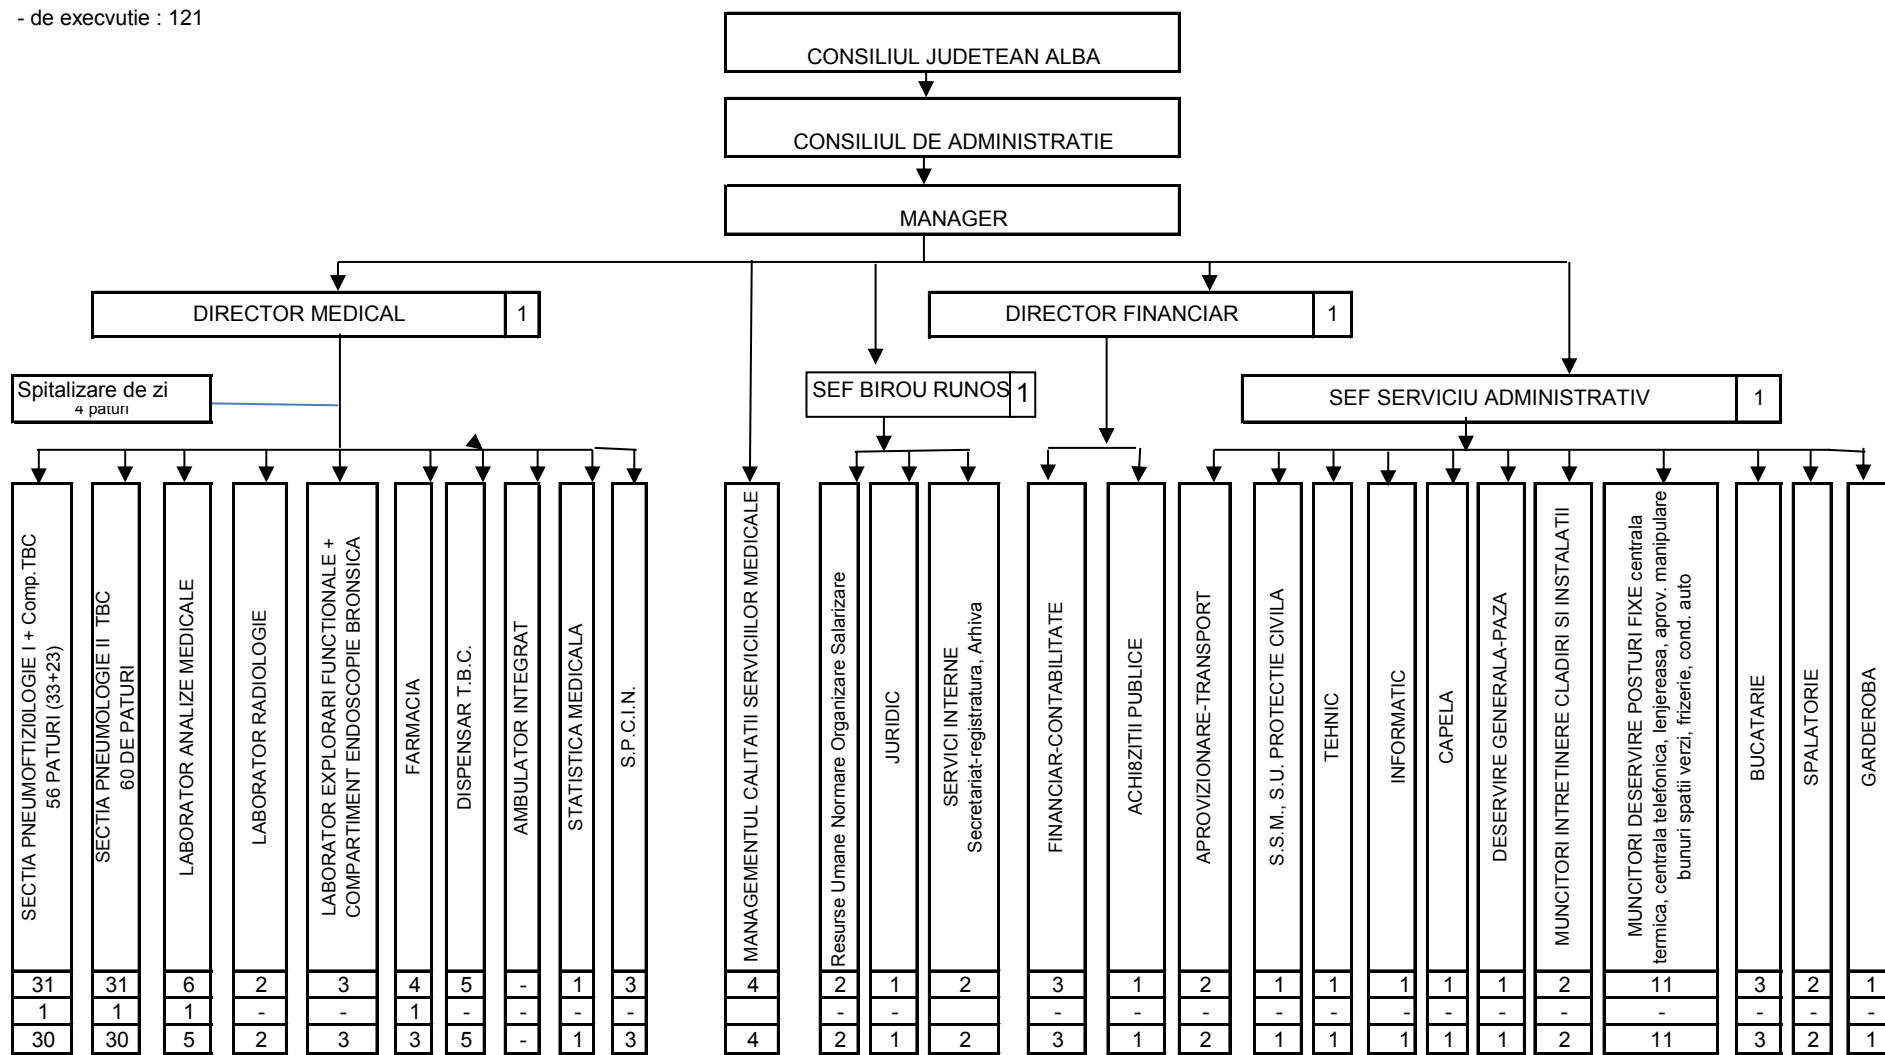 - de execvutie : 121
CONSILIUL JUDETEAN ALBA
CONSILIUL DE ADMINISTRATIE
MANAGER
DIRECTOR MEDICAL 1
DIRECTOR FINANCIAR 1
Spitalizare de zi
4 paturi
SEF BIROU RUNOS 1
SEF SERVICIU ADMINISTRATIV 1
SECTIA PNEUMOFTIZI0LOGIE I + Comp.TBC
56 PATURI (33+23)
SECTIA PNEUMOLOGIE II TBC
60 DE PATURI
LABORATOR ANALIZE MEDICALE
LABORATOR RADIOLOGIE
LABORATOR EXPLORARI FUNCTIONALE +
COMPARTIMENT ENDOSCOPIE BRONSICA
FARMACIA
DISPENSAR T.B.C.
AMBULATOR INTEGRAT
STATISTICA MEDICALA
S.P.C.I.N.
MANAGEMENTUL CALITATII SERVICIILOR MEDICALE
Resurse Umane Normare Organizare Salarizare
JURIDIC
SERVICI INTERNE
Secretariat-registratura, Arhiva
FINANCIAR-CONTABILITATE
ACHI8ZITII PUBLICE
APROVIZIONARE-TRANSPORT
S.S.M., S.U. PROTECTIE CIVILA
TEHNIC
INFORMATIC
CAPELA
DESERVIRE GENERALA-PAZA
MUNCITORI INTRETINERE CLADIRI SI INSTALATII
MUNCITORI DESERVIRE POSTURI FIXE centrala
termica, centrala telefonica, lenjereasa, aprov. manipulare
bunuri spatii verzi, frizerie, cond. auto
BUCATARIE
SPALATORIE
GARDEROBA
31 31 6 2 3 4 5 - 1 3 4 2 1 2 3 1 2 1 1 1 1 1 2 11 3 2 1
1 1 1 - - 1 - - - - - - - - - - - - - - - - - - -
30 30 5 2 3 3 5 - 1 3 4 2 1 2 3 1 2 1 1 1 1 1 2 11 3 2 1